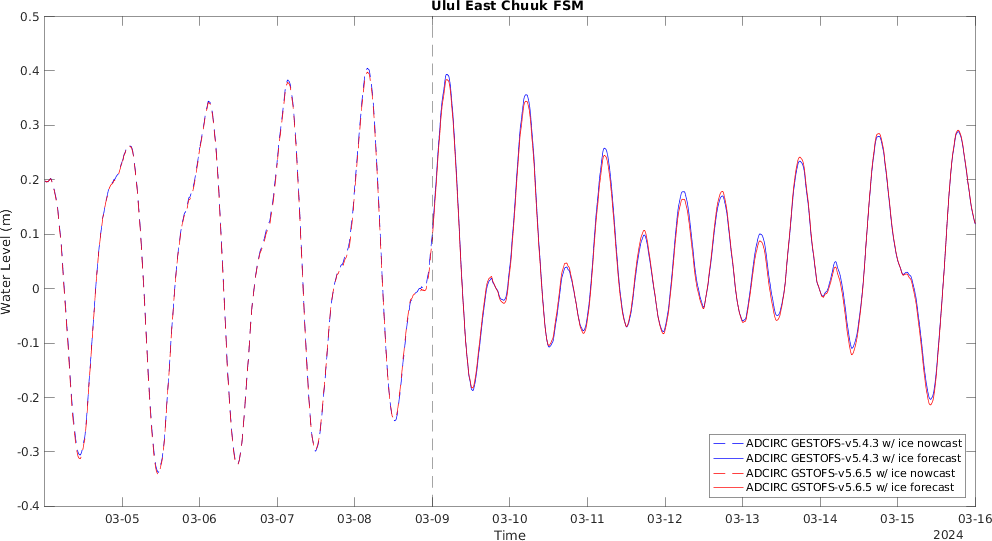 Ulul East Chuuk FSM
Water Level (m)
0.5
0.4
0.3
0.2
0.1
0
-0.1
-0.2
-0.3
-0.4
ADCIRC GESTOFS-v5.4.3 w/ ice nowcast
ADCIRC GESTOFS-v5.4.3 w/ ice forecast
ADCIRC GSTOFS-v5.6.5 w/ ice nowcast
ADCIRC GSTOFS-v5.6.5 w/ ice forecast
03-05 03-06 03-07 03-08 03-09 03-10 03-11 03-12 03-13 03-14 03-15 03-16
Time
2024